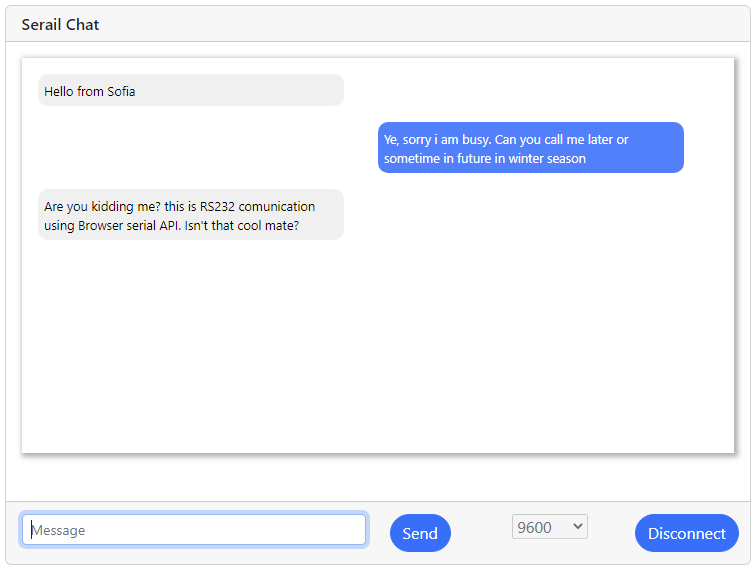 Serail Chat
Hello from Sofia
Ye, sorry i am busy. Can you call me later or
sometime in future in winter season
Are you kidding me? this is RS232 comunication
using Browser serial API. Isn't that cool mate?
Message
Send
9600
Disconnect